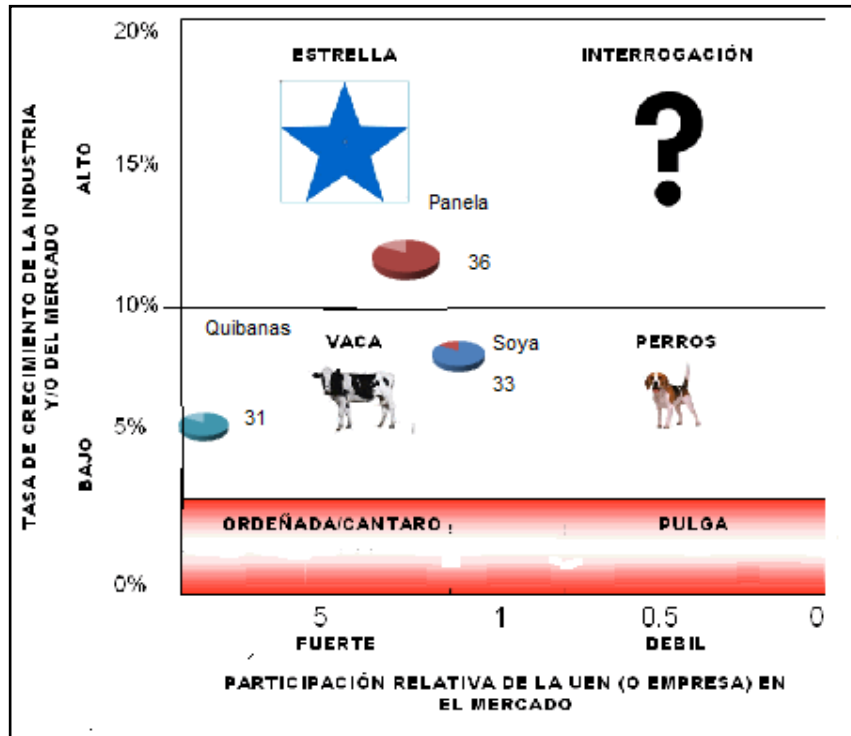 TASA DE CRECIMIENTO DE LA INDUSTRIA
Y/O DEL MERCADO
ALTO
BAJO
20%
15%
10%
5%
0%
ESTRELLA
INTERROGACIÓN
?
Panela
36
Quibanas
31
VACA
Soya
33
PERROS
ORDEÑADA/CANTARO
PULGA
5
1
0.5
0
FUERTE
DEBIL
PARTICIPACIÓN RELATIVA DE LA UEN (O EMPRESA) EN
EL MERCADO